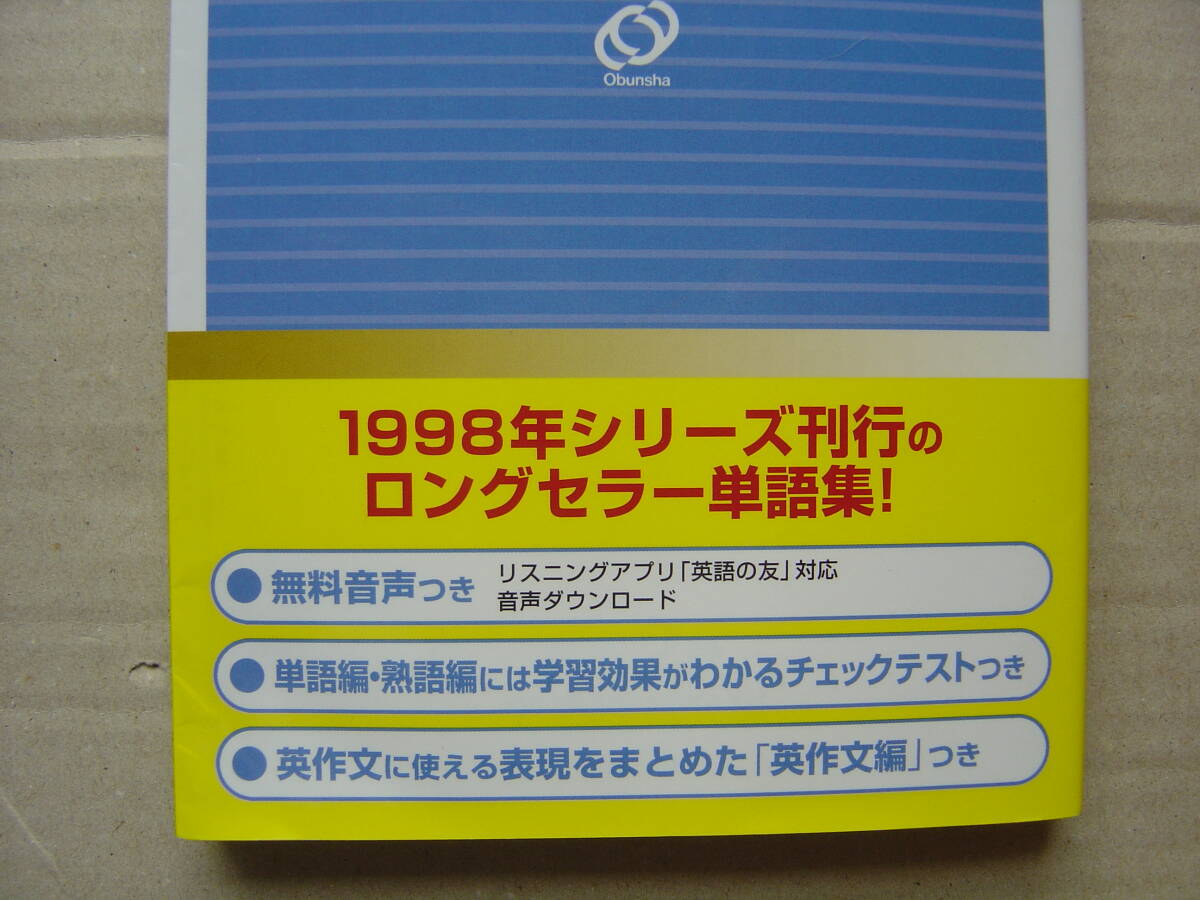 Obunsha
1998年シリーズ刊行の
ロングセラー単語集!
●無料音声つき
リスニングアプリ「英語の友」対応
音声ダウンロード
●単語編・熟語編には学習効果がわかるチェックテストつき
●英作文に使える表現をまとめた「英作文編」つき